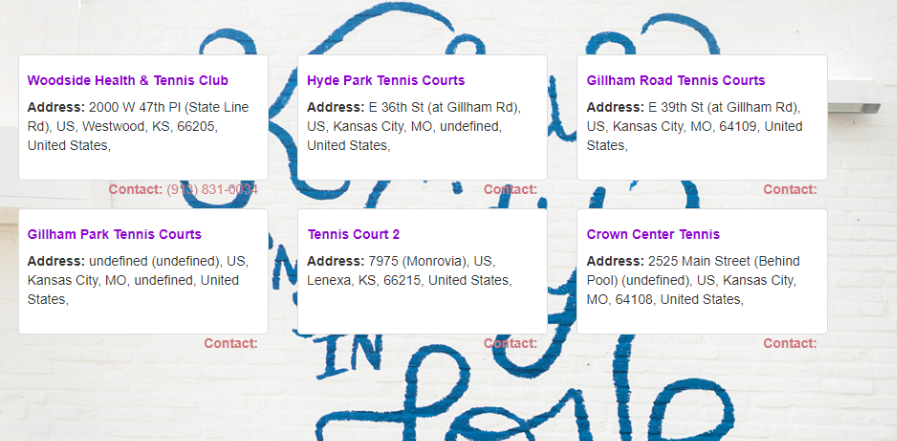 Woodside Health & Tennis Club
Address: 2000 W 47th Pl (State Line
Rd), US, Westwood, KS, 66205,
United States,
Contact: (913) 831-0034
Hyde Park Tennis Courts
Address: E 36th St (at Gillham Rd),
US, Kansas City, MO, undefined,
United States,
Contact:
Gillham Road Tennis Courts
Address: E 39th St (at Gillham Rd),
US, Kansas City, MO, 64109, United
States,
Contact:
Gillham Park Tennis Courts
Address: undefined (undefined), US,
Kansas City, MO, undefined, United
States,
Contact:
Tennis Court 2
Address: 7975 (Monrovia), US,
Lenexa, KS, 66215, United States,
Contact:
Crown Center Tennis
Address: 2525 Main Street (Behind
Pool) (undefined), US, Kansas City,
MO, 64108, United States,
Contact:
IN